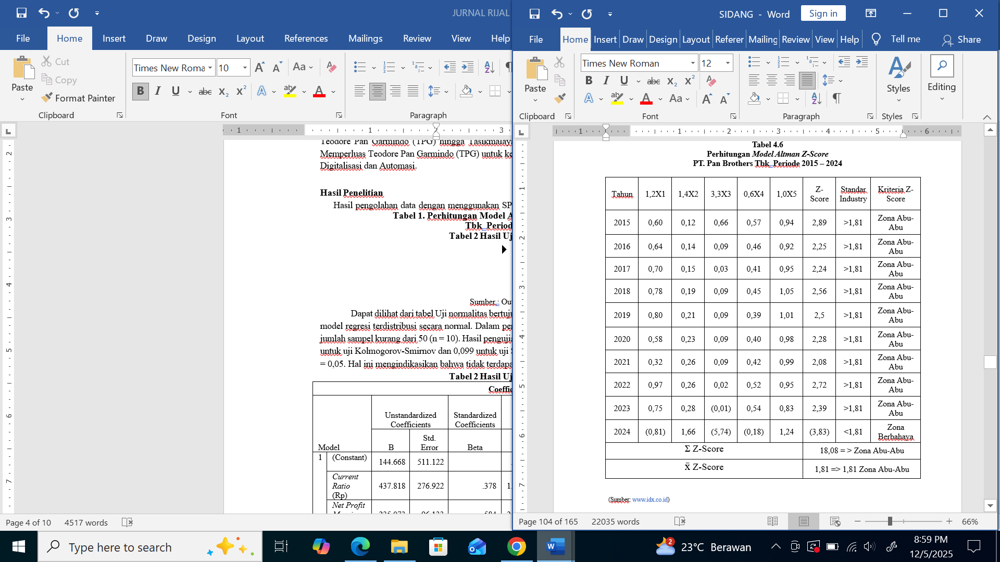 JURNAL RIJAL
File Home Insert Draw Design Layout References Mailings Review View Help
Paste
Cut
Copy
Format Painter
Times New Roma 10
Clipboard Font Paragraph
Teodore Pan Garmindo (TPG) hingga Tasikmalaya
Memperluas Teodore Pan Garmindo (TPG) untuk ke
Digitalisasi dan Automasi.
Hasil Penelitian
Hasil pengolahan data dengan menggunakan SP
Tabel 1. Perhitungan Model A
Tbk Period
Tabel 2 Hasil Uj
Sumber : Ou
Dapat dilihat dari tabel Uji normalitas bertuju
model regresi terdistribusi secara normal. Dalam pe
jumlah sampel kurang dari 50 (n = 10). Hasil penguji
untuk uji Kolmogorov-Smirnov dan 0,099 untuk uji
= 0,05. Hal ini mengindikasikan bahwa tidak terdapa
Tabel 2 Hasil Uj
Coeffic
Model
Unstandardized Coefficients
Standardized Coefficients
B
Std. Error
Beta
1 (Constant) 144.668 511.122
Current Ratio (Rp) 437.818 276.922 .378 1.
Net Profit
Page 4 of 10 4517 words
SIDANG - Word Sign in
File Home Insert Draw Design Layout Referer Mailing Review View Help Tell me Share
Paste
Times New Roman 12
Styles
Editing
Clipboard Font Paragraph Styles
Tabel 4.6
Perhitungan Model Altman Z-Score
PT. Pan Brothers Tbk Periode 2015 – 2024
Tahun 1,2X1 1,4X2 3,3X3 0,6X4 1,0X5 Z-Score Standar Industry Kriteria Z-Score
2015 0,60 0,12 0,66 0,57 0,94 2,89 >1,81 Zona Abu-Abu
2016 0,64 0,14 0,09 0,46 0,92 2,25 >1,81 Zona Abu-Abu
2017 0,70 0,15 0,03 0,41 0,95 2,24 >1,81 Zona Abu-Abu
2018 0,78 0,19 0,09 0,45 1,05 2,56 >1,81 Zona Abu-Abu
2019 0,80 0,21 0,09 0,39 1,01 2,5 >1,81 Zona Abu-Abu
2020 0,58 0,23 0,09 0,40 0,98 2,28 >1,81 Zona Abu-Abu
2021 0,32 0,26 0,09 0,42 0,99 2,08 >1,81 Zona Abu-Abu
2022 0,97 0,26 0,02 0,52 0,95 2,72 >1,81 Zona Abu-Abu
2023 0,75 0,28 (0,01) 0,54 0,83 2,39 >1,81 Zona Abu-Abu
2024 (0,81) 1,66 (5,74) (0,18) 1,24 (3,83) <1,81 Zona Berbahaya
Σ Z-Score 18,08 = > Zona Abu-Abu
X̄ Z-Score 1,81 => 1,81 Zona Abu-Abu
(Sumber: www.idx.co.id)
Page 104 of 165 22035 words 66%
Type here to search
2 23°C Berawan
8:59 PM
12/5/2025